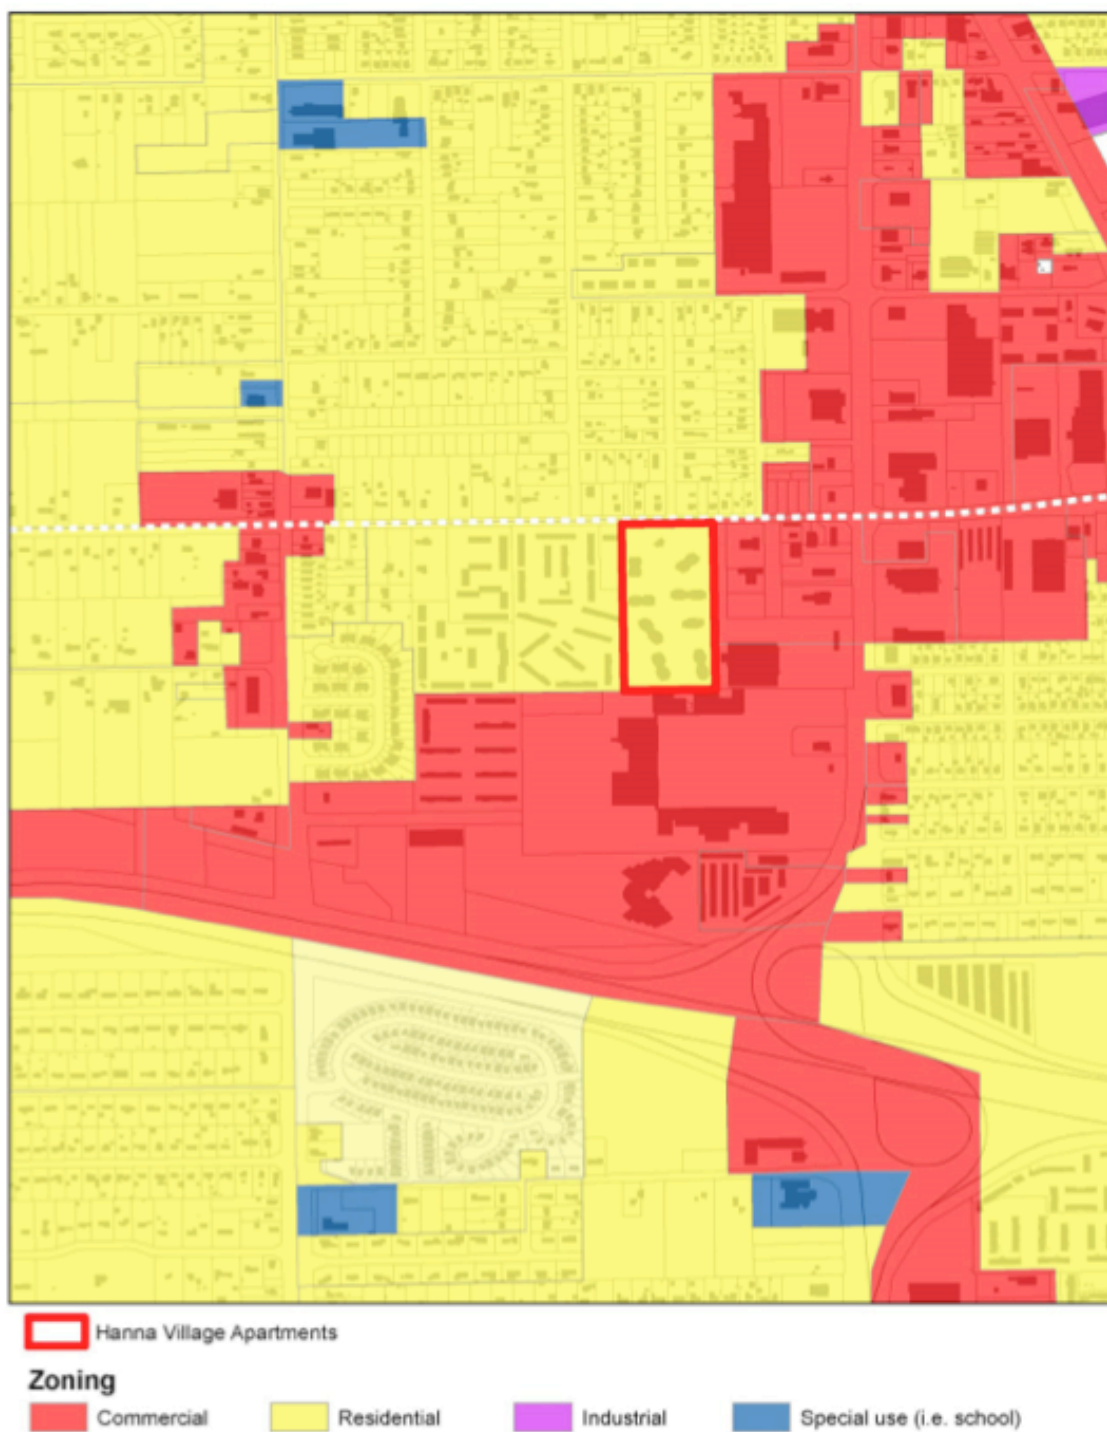 Hanna Village Apartments
Zoning
Commercial Residential Industrial Special use (i.e. school)